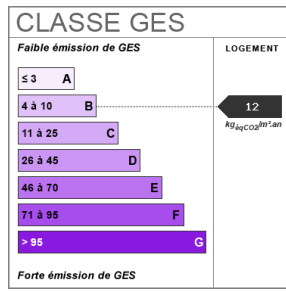 CLASSE GES
Faible émission de GES
LOGEMENT
≤ 3 A
4 à 10 B
12
kgéqCO2/m².an
11 à 25 C
26 à 45 D
46 à 70 E
71 à 95 F
> 95 G
Forte émission de GES